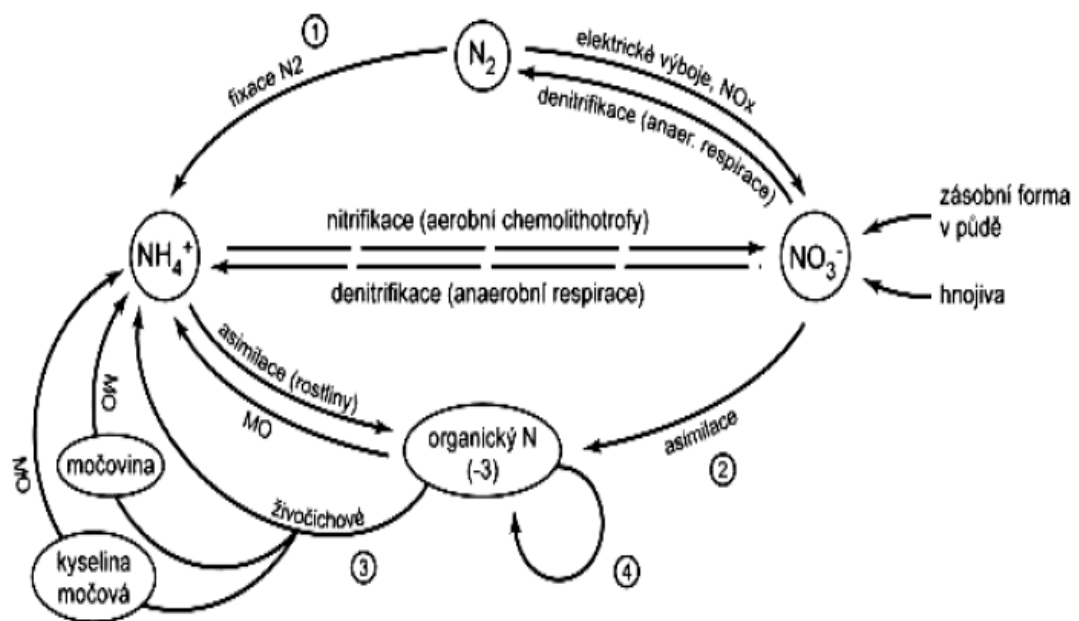 1
fixace N2
N2
elektrické výboje, NOx
denitrifikace (anaer. respirace)
zásobní forma
v půdě
nitrifikace (aerobní chemolithotrofy)
NH4+
NO3-
denitrifikace (anaerobní respirace)
hnojiva
asimilace (rostliny)
MO
MO
MO
organický N
(-3)
asimilace
2
močovina
živočichové
3
4
kyselina
močová